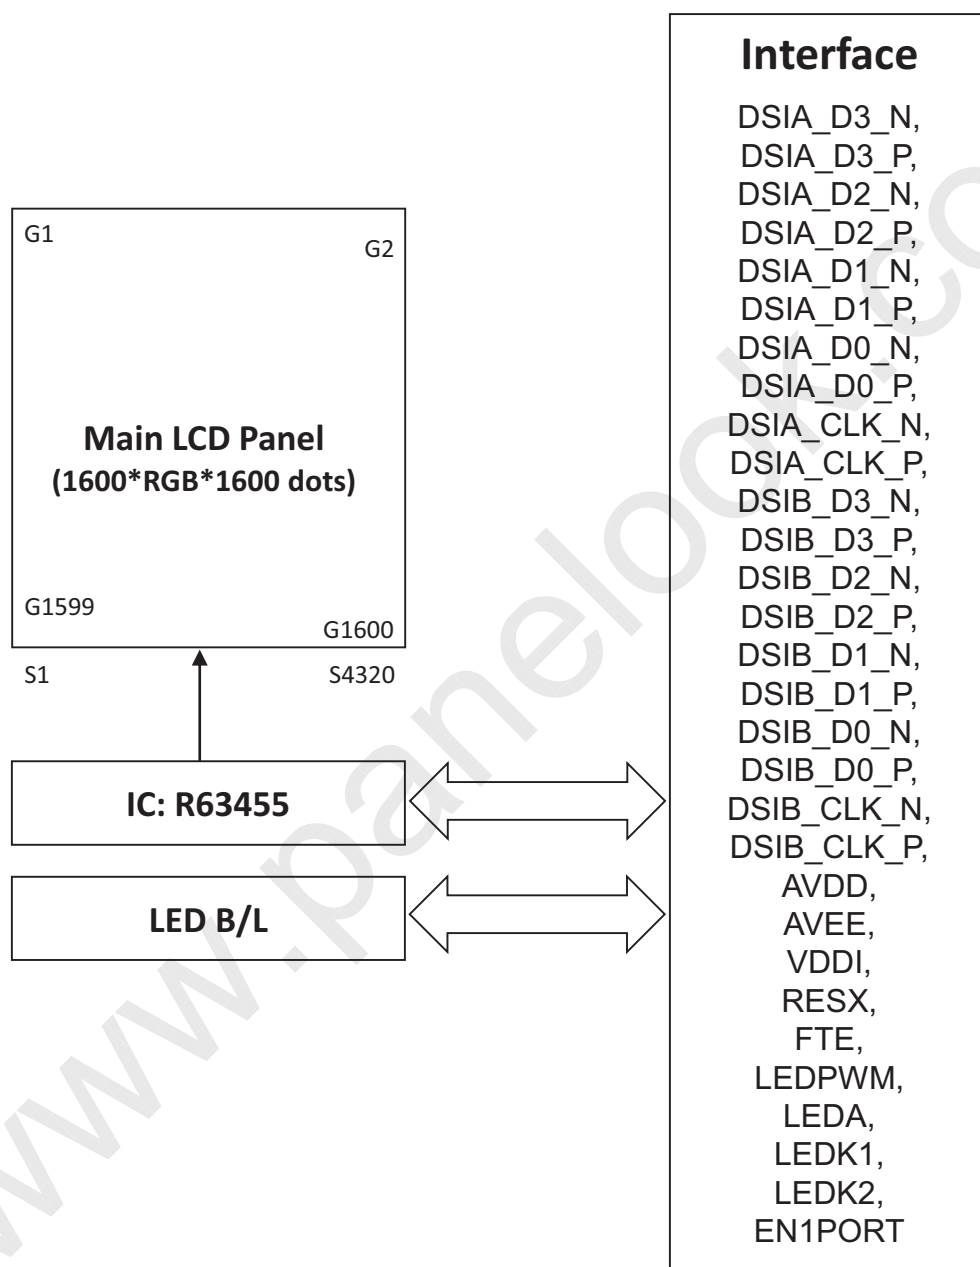 Interface
DSIA_D3_N,
DSIA_D3_P,
DSIA_D2_N,
DSIA_D2_P,
DSIA_D1_N,
DSIA_D1_P,
DSIA_D0_N,
DSIA_D0_P,
DSIA_CLK_N,
DSIA_CLK_P,
DSIB_D3_N,
DSIB_D3_P,
DSIB_D2_N,
DSIB_D2_P,
DSIB_D1_N,
DSIB_D1_P,
DSIB_D0_N,
DSIB_D0_P,
DSIB_CLK_N,
DSIB_CLK_P,
AVDD,
AVEE,
VDDI,
RESX,
FTE,
LEDPWM,
LEDA,
LEDK1,
LEDK2,
EN1PORT
G1
G2
Main LCD Panel
(1600*RGB*1600 dots)
G1599
G1600
S1
S4320
IC: R63455
LED B/L
www.panelook.co